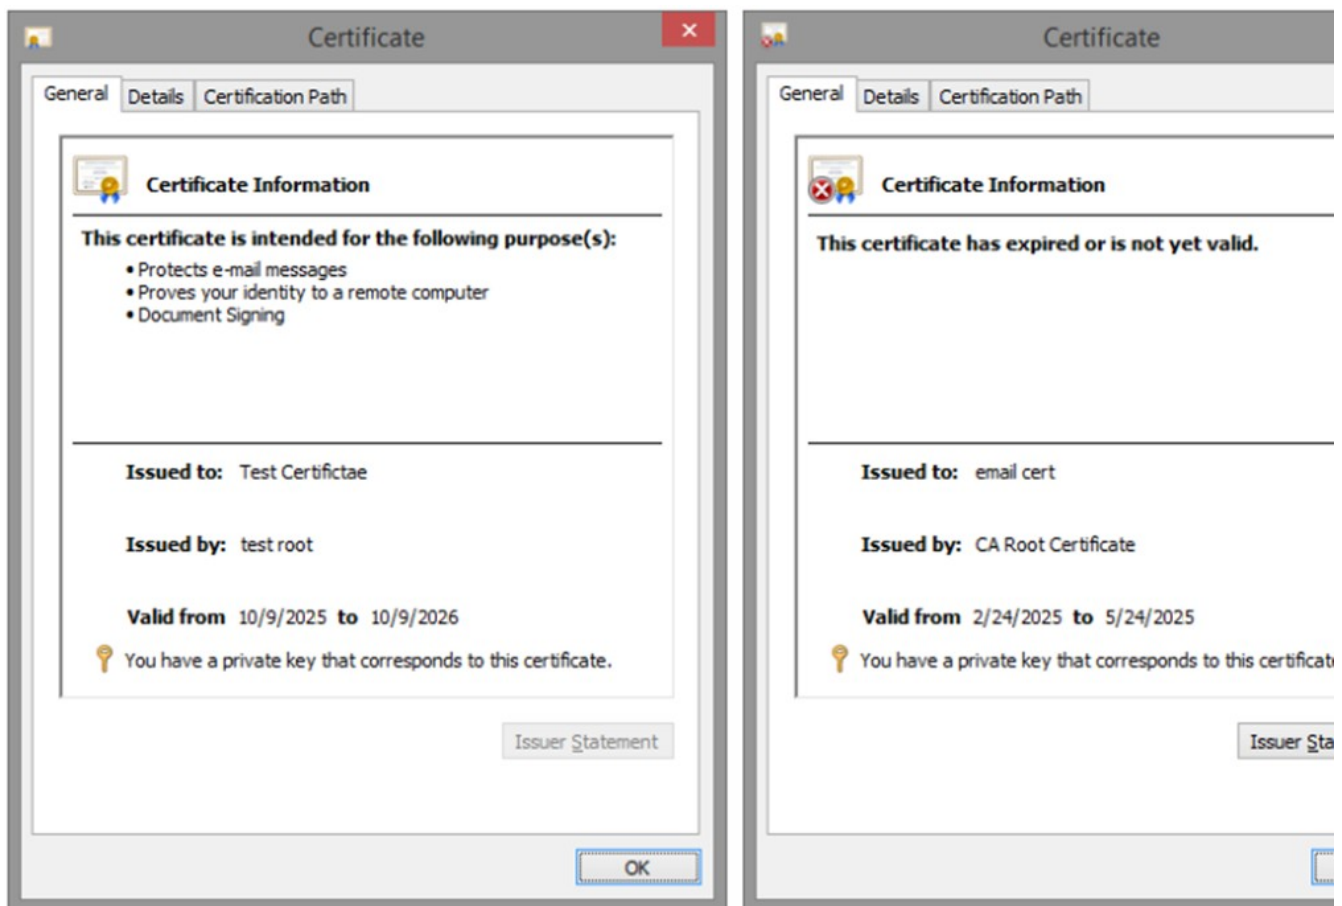 Certificate
General Details Certification Path
Certificate Information
This certificate is intended for the following purpose(s):
• Protects e-mail messages
• Proves your identity to a remote computer
• Document Signing
Issued to: Test Certifictae
Issued by: test root
Valid from 10/9/2025 to 10/9/2026
You have a private key that corresponds to this certificate.
Issuer Statement
OK
Certificate
General Details Certification Path
Certificate Information
This certificate has expired or is not yet valid.
Issued to: email cert
Issued by: CA Root Certificate
Valid from 2/24/2025 to 5/24/2025
You have a private key that corresponds to this certificate
Issuer Sta